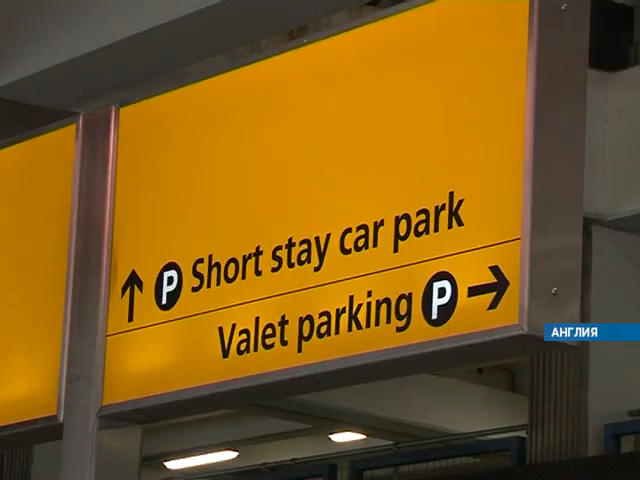 ↑ P Short stay car park
Valet parking P →
АНГЛИЯ